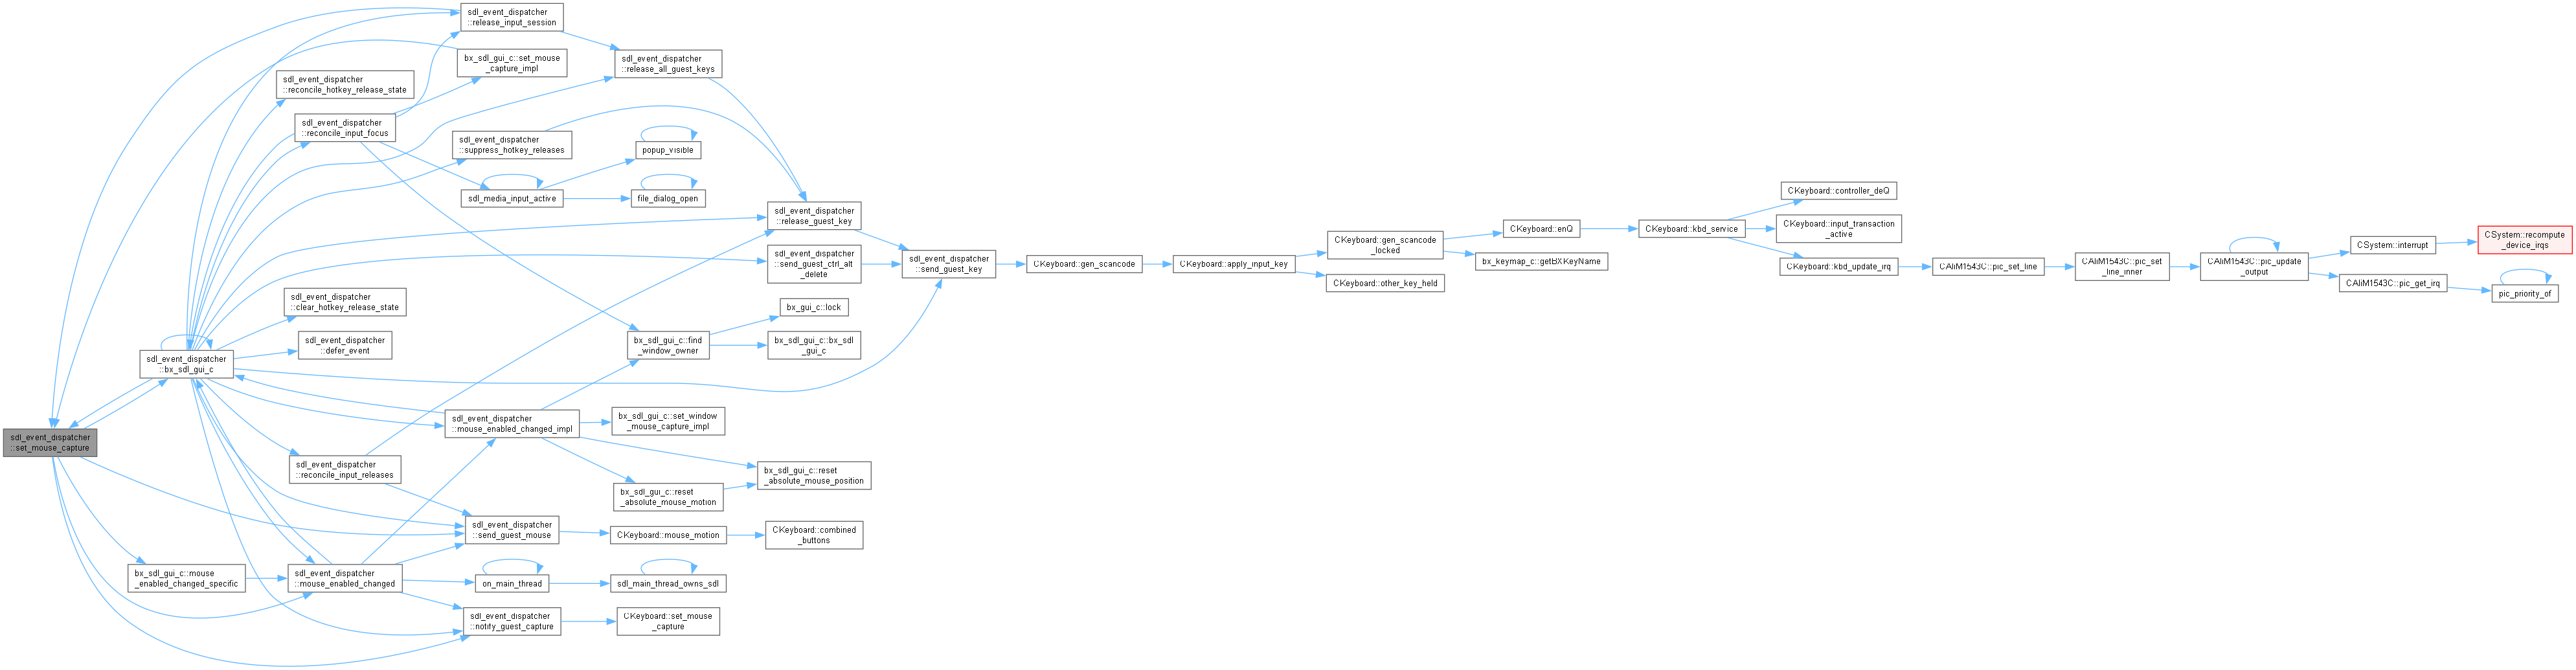 sdl_event_dispatcher
::set_mouse_capture
sdl_event_dispatcher
::bx_sdl_gui_c
bx_sdl_gui_c::mouse
_enabled_changed_specific
sdl_event_dispatcher
::reconcile_hotkey_release_state
sdl_event_dispatcher
::reconcile_input_focus
sdl_event_dispatcher
::clear_hotkey_release_state
sdl_event_dispatcher
::defer_event
sdl_event_dispatcher
::reconcile_input_releases
sdl_event_dispatcher
::mouse_enabled_changed
sdl_event_dispatcher
::release_input_session
bx_sdl_gui_c::set_mouse
_capture_impl
sdl_event_dispatcher
::suppress_hotkey_releases
sdl_media_input_active
sdl_event_dispatcher
::mouse_enabled_changed_impl
sdl_event_dispatcher
::send_guest_mouse
on_main_thread
sdl_event_dispatcher
::notify_guest_capture
sdl_event_dispatcher
::release_all_guest_keys
popup_visible
file_dialog_open
bx_sdl_gui_c::find
_window_owner
bx_sdl_gui_c::set_window
_mouse_capture_impl
bx_sdl_gui_c::reset
_absolute_mouse_motion
CKeyboard::mouse_motion
sdl_main_thread_owns_sdl
CKeyboard::set_mouse
_capture
sdl_event_dispatcher
::release_guest_key
sdl_event_dispatcher
::send_guest_ctrl_alt
_delete
bx_gui_c::lock
bx_sdl_gui_c::bx_sdl
_gui_c
bx_sdl_gui_c::reset
_absolute_mouse_position
CKeyboard::combined
_buttons
sdl_event_dispatcher
::send_guest_key
CKeyboard::gen_scancode
CKeyboard::apply_input_key
CKeyboard::gen_scancode
_locked
CKeyboard::other_key_held
CKeyboard::enQ
bx_keymap_c::getBXKeyName
CKeyboard::kbd_service
CKeyboard::controller_deQ
CKeyboard::input_transaction
_active
CKeyboard::kbd_update_irq
CAliM1543C::pic_set_line
CAliM1543C::pic_set
_line_inner
CAliM1543C::pic_update
_output
CSystem::interrupt
CAliM1543C::pic_get_irq
CSystem::recompute
_device_irqs
pic_priority_of